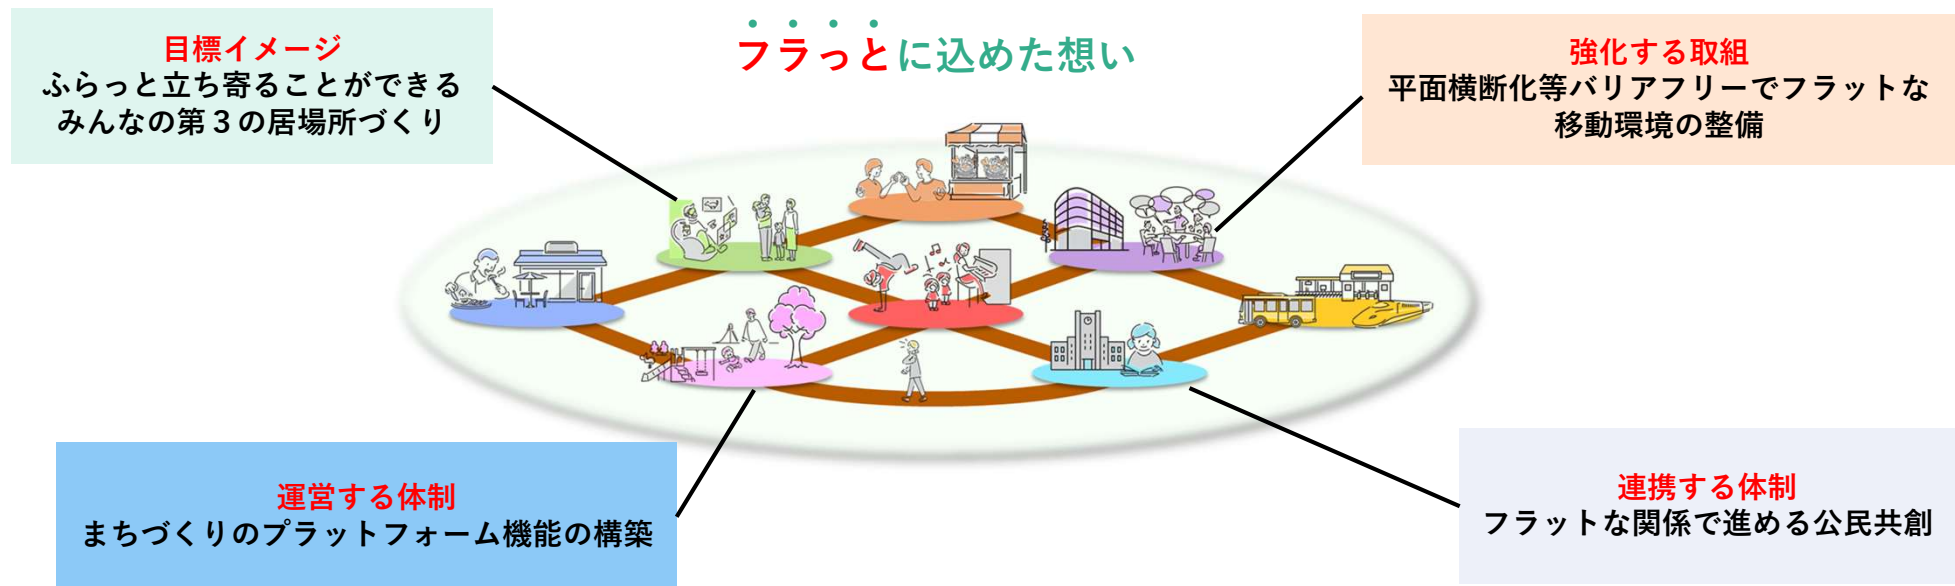 フラっとに込めた想い
目標イメージ
ふらっと立ち寄ることができる
みんなの第３の居場所づくり
強化する取組
平面横断化等バリアフリーでフラットな
移動環境の整備
運営する体制
まちづくりのプラットフォーム機能の構築
連携する体制
フラットな関係で進める公民共創